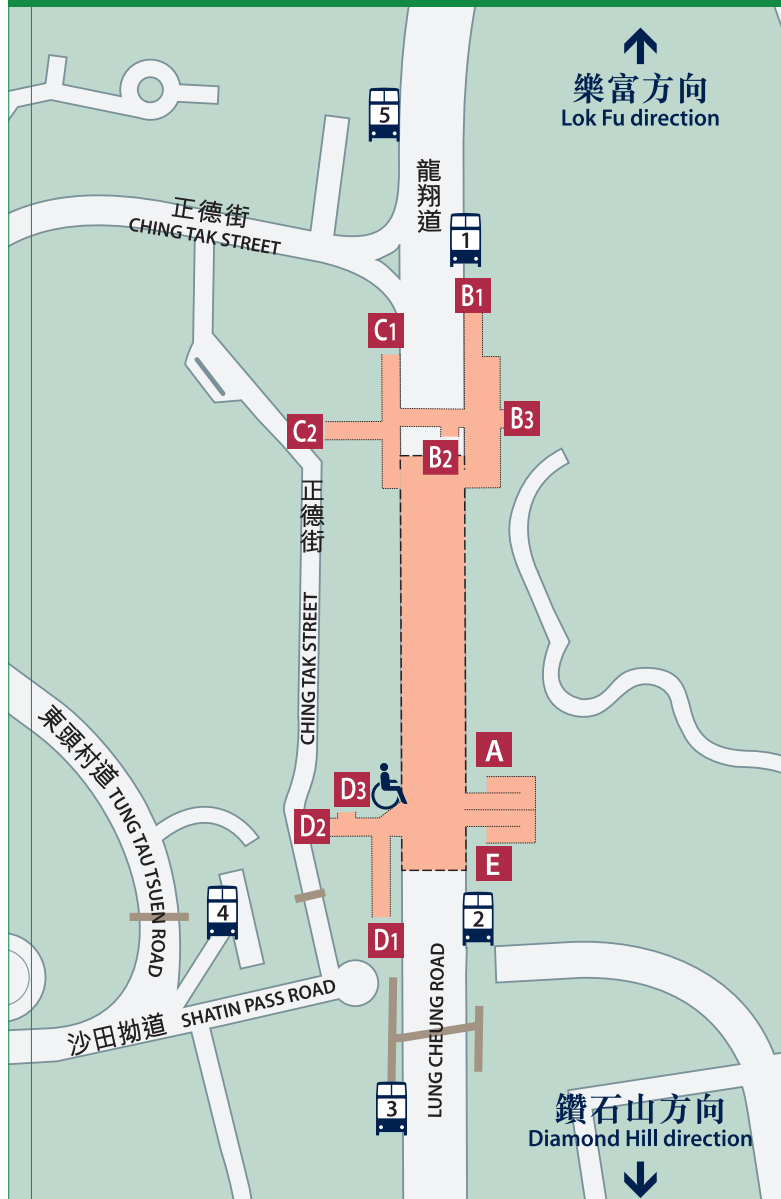 樂富方向
Lok Fu direction
5
龍翔道
正德街
CHING TAK STREET
1
B1
C1
B3
C2
B2
正德街
CHING TAK STREET
A
東頭村道 TUNG TAU TSUEN ROAD
D3
D2
E
4
2
D1
沙田拗道 SHATIN PASS ROAD
LUNG CHEUNG ROAD
3
鑽石山方向
Diamond Hill direction